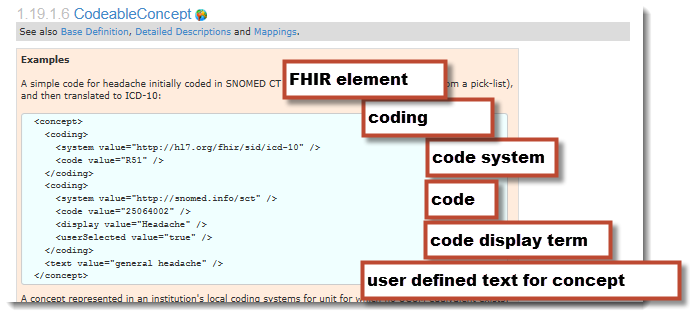 1.19.1.6 CodeableConcept
See also Base Definition, Detailed Descriptions and Mappings.
Examples
A simple code for headache initially coded in SNOMED CT om a pick-list),
and then translated to ICD-10:
<concept>
<coding>
<system value="http://hl7.org/fhir/sid/icd-10" />
<code value="R51" />
</coding>
<coding>
<system value="http://snomed.info/sct" />
<code value="25064002" />
<display value="Headache" />
<userSelected value="true" />
</coding>
<text value="general headache" />
</concept>
A concept represented in an institution's local coding systems for unit for
FHIR element
coding
code system
code
code display term
user defined text for concept